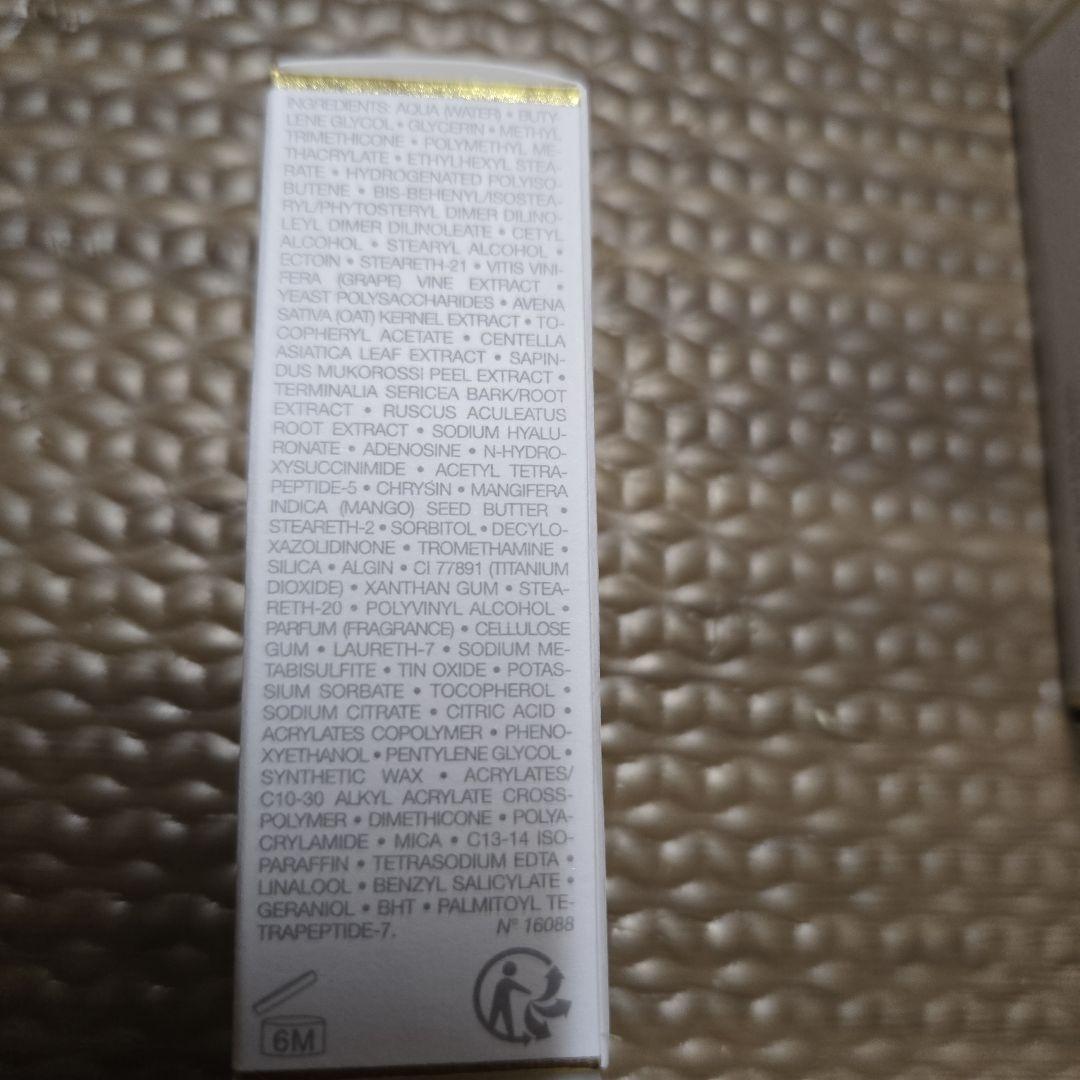 INGREDIENTS: AQUA (WATER) • BUTY-
LENE GLYCOL • GLYCERIN • METHYL
TRIMETHICONE • POLYMETHYL ME-
THACRYLATE • ETHYLHEXYL STEA-
RATE • HYDROGENATED POLYISO-
BUTENE • BIS-BEHENYL/ISOSTEA-
RYL/PHYTOSTERYL DIMER DILINO-
LEYL DIMER DILINOLEATE • CETYL
ALCOHOL • STEARYL ALCOHOL •
ECTOIN • STEARETH-21 • VITIS VINI-
FERA (GRAPE) VINE EXTRACT •
YEAST POLYSACCHARIDES • AVENA
SATIVA (OAT) KERNEL EXTRACT • TO-
COPHERYL ACETATE • CENTELLA
ASIATICA LEAF EXTRACT • SAPIN-
DUS MUKOROSSI PEEL EXTRACT •
TERMINALIA SERICEA BARK/ROOT
EXTRACT • RUSCUS ACULEATUS
ROOT EXTRACT • SODIUM HYALU-
RONATE • ADENOSINE • N-HYDRO-
XYSUCCINIMIDE • ACETYL TETRA-
PEPTIDE-5 • CHRYSIN • MANGIFERA
INDICA (MANGO) SEED BUTTER •
STEARETH-2 • SORBITOL • DECYLO-
XAZOLIDINONE • TROMETHAMINE •
SILICA • ALGIN • CI 77891 (TITANIUM
DIOXIDE) • XANTHAN GUM • STEA-
RETH-20 • POLYVINYL ALCOHOL •
PARFUM (FRAGRANCE) • CELLULOSE
GUM • LAURETH-7 • SODIUM ME-
TABISULFITE • TIN OXIDE • POTAS-
SIUM SORBATE • TOCOPHEROL •
SODIUM CITRATE • CITRIC ACID •
ACRYLATES COPOLYMER • PHENO-
XYETHANOL • PENTYLENE GLYCOL •
SYNTHETIC WAX • ACRYLATES/
C10-30 ALKYL ACRYLATE CROSS-
POLYMER • DIMETHICONE • POLYA-
CRYLAMIDE • MICA • C13-14 ISO-
PARAFFIN • TETRASODIUM EDTA •
LINALOOL • BENZYL SALICYLATE •
GERANIOL • BHT • PALMITOYL TE-
TRAPEPTIDE-7. N° 16088
6M